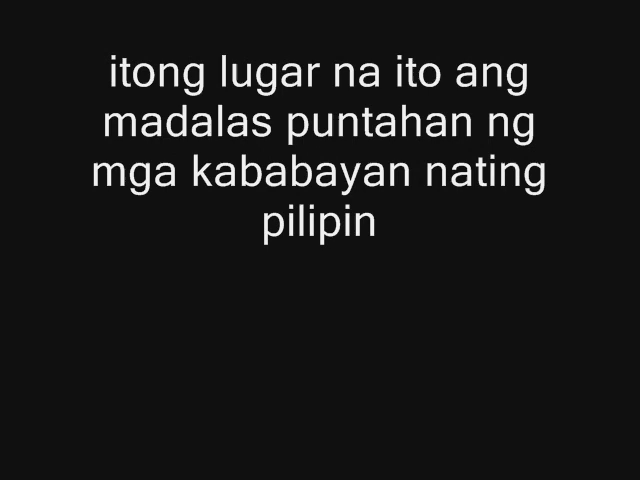 itong lugar na ito ang
madalas puntahan ng
mga kababayan nating
pilipin